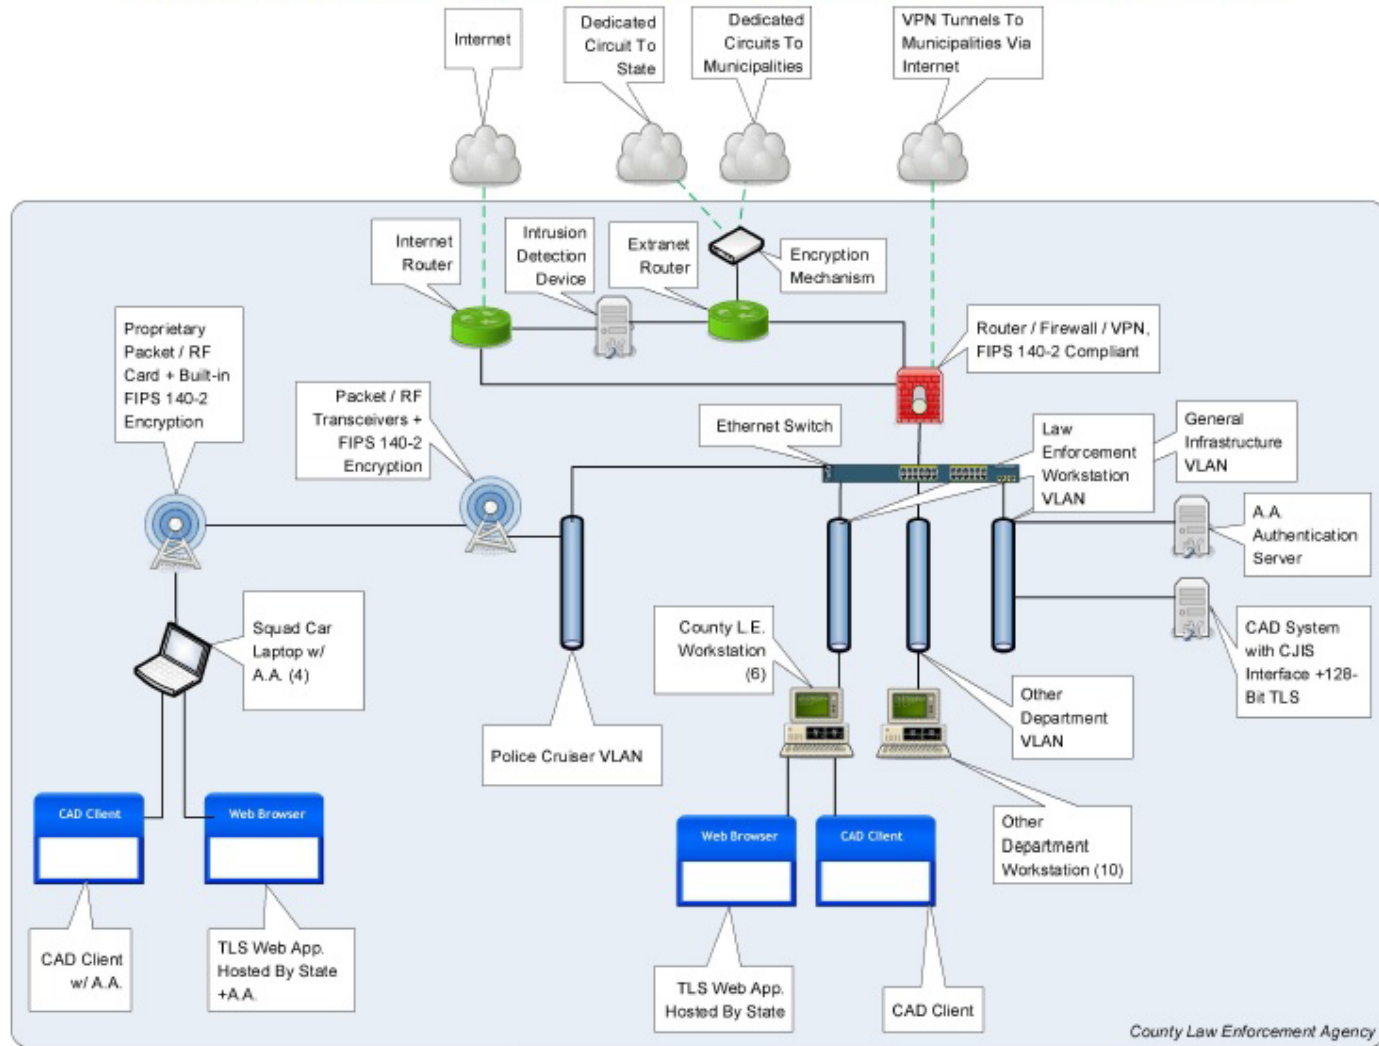 Internet
Dedicated
Circuit To
State
Dedicated
Circuits To
Municipalities
VPN Tunnels To
Municipalities Via
Internet
Internet
Router
Intrusion
Detection
Device
Extranet
Router
Encryption
Mechanism
Proprietary
Packet / RF
Card + Built-in
FIPS 140-2
Encryption
Packet / RF
Transceivers +
FIPS 140-2
Encryption
Router / Firewall / VPN,
FIPS 140-2 Compliant
Ethernet Switch
Law
Enforcement
Workstation
VLAN
General
Infrastructure
VLAN
A.A.
Authentication
Server
Squad Car
Laptop w/
A.A. (4)
County L.E.
Workstation
(6)
CAD System
with CJIS
Interface +128-
Bit TLS
Police Cruiser VLAN
Other
Department
VLAN
Other
Department
Workstation (10)
CAD Client
Web Browser
Web Browser
CAD Client
CAD Client
w/ A.A.
TLS Web App.
Hosted By State
+A.A.
TLS Web App.
Hosted By State
CAD Client
County Law Enforcement Agency